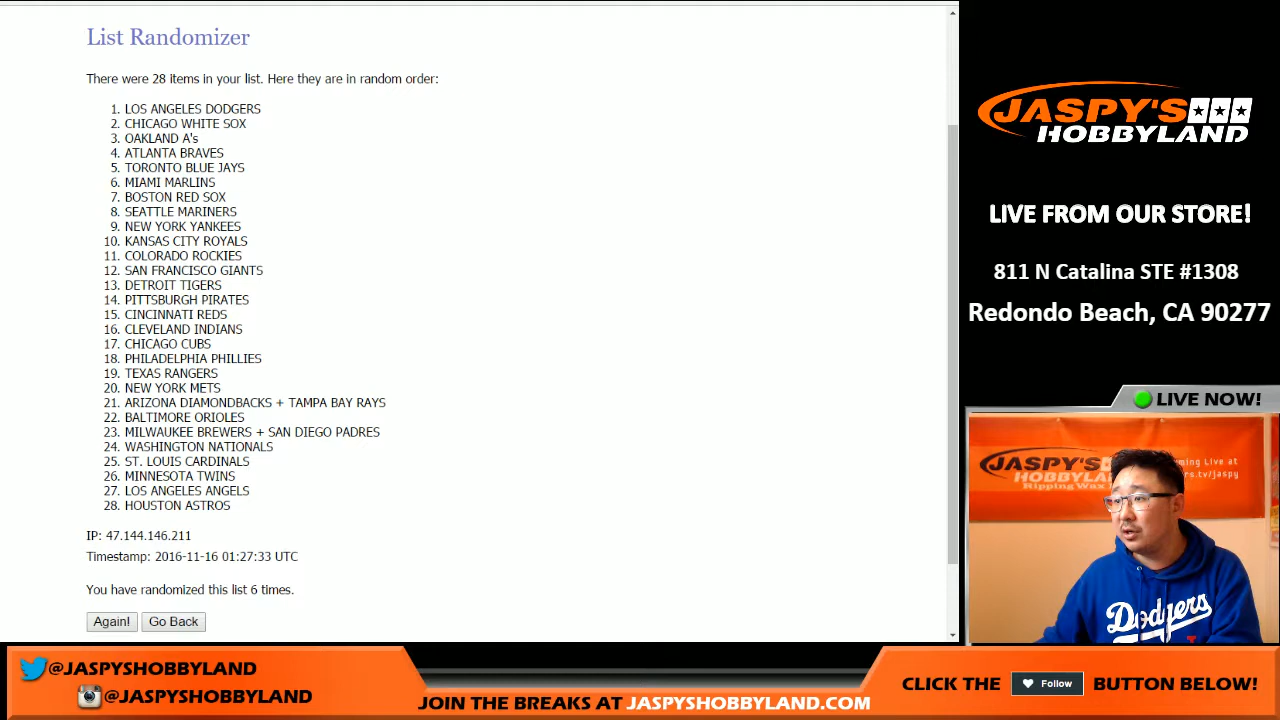 List Randomizer
There were 28 items in your list. Here they are in random order:
1. LOS ANGELES DODGERS
2. CHICAGO WHITE SOX
3. OAKLAND A's
4. ATLANTA BRAVES
5. TORONTO BLUE JAYS
6. MIAMI MARLINS
7. BOSTON RED SOX
8. SEATTLE MARINERS
9. NEW YORK YANKEES
10. KANSAS CITY ROYALS
11. COLORADO ROCKIES
12. SAN FRANCISCO GIANTS
13. DETROIT TIGERS
14. PITTSBURGH PIRATES
15. CINCINNATI REDS
16. CLEVELAND INDIANS
17. CHICAGO CUBS
18. PHILADELPHIA PHILLIES
19. TEXAS RANGERS
20. NEW YORK METS
21. ARIZONA DIAMONDBACKS + TAMPA BAY RAYS
22. BALTIMORE ORIOLES
23. MILWAUKEE BREWERS + SAN DIEGO PADRES
24. WASHINGTON NATIONALS
25. ST. LOUIS CARDINALS
26. MINNESOTA TWINS
27. LOS ANGELES ANGELS
28. HOUSTON ASTROS
IP: 47.144.146.211
Timestamp: 2016-11-16 01:27:33 UTC
You have randomized this list 6 times.
Again! Go Back
JASPY'S
HOBBYLAND
LIVE FROM OUR STORE!
811 N Catalina STE #1308
Redondo Beach, CA 90277
LIVE NOW!
JASPY'S
HOBBYLAND
Ripping Wax
Dodgers
@JASPYSHOBBYLAND
@JASPYSHOBBYLAND
JOIN THE BREAKS AT JASPYSHOBBYLAND.COM
CLICK THE Follow BUTTON BELOW!